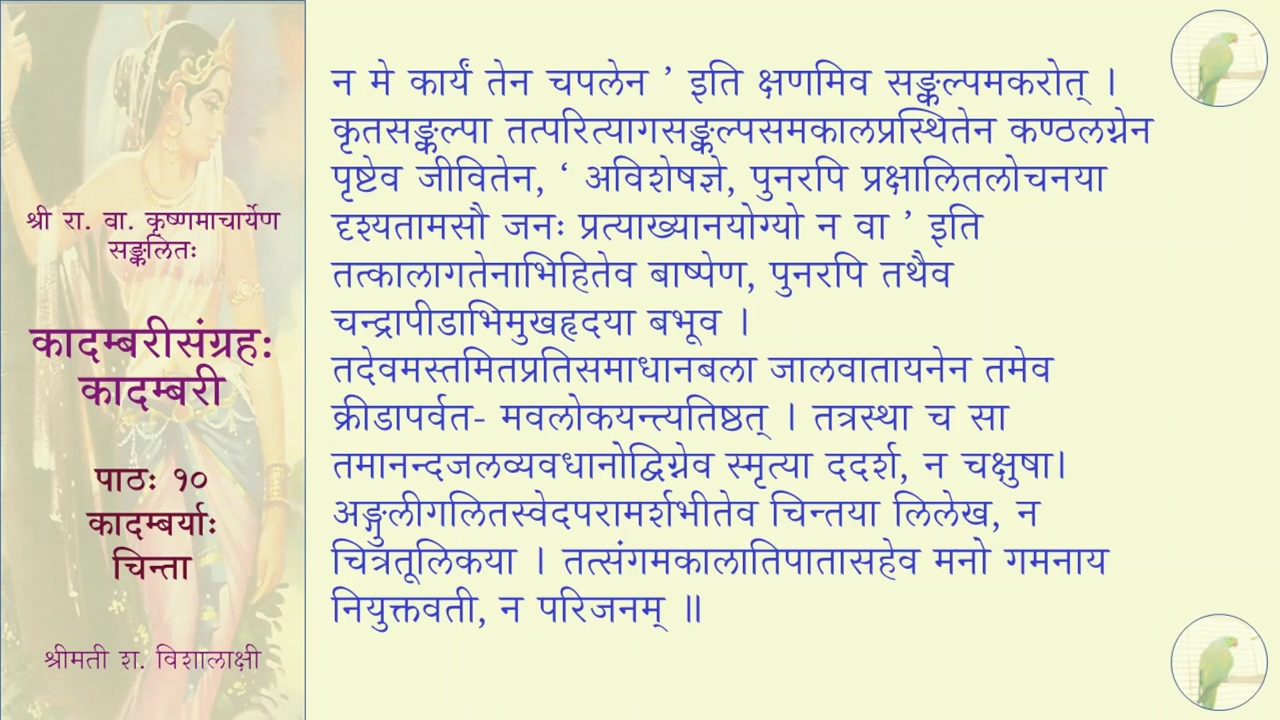 श्री रा. वा. कृष्णमाचार्येण
सङ्कलितः
कादम्बरीसंग्रहः
कादम्बरी
पाठः १०
कादम्बर्याः
चिन्ता
श्रीमती श. विशालाक्षी
न मे कार्यं तेन चपलेन ’ इति क्षणमिव सङ्कल्पमकरोत् ।
कृतसङ्कल्पा तत्परित्यागसङ्कल्पसमकालप्रस्थितेन कण्ठलग्नेन
पृष्टेव जीवितेन, ‘ अविशेषज्ञे, पुनरपि प्रक्षालितलोचनया
दृश्यतामसौ जनः प्रत्याख्यानयोग्यो न वा ’ इति
तत्कालागतेनाभिहितेव बाष्पेण, पुनरपि तथैव
चन्द्रापीडाभिमुखहृदया बभूव ।
तदेवमस्तमितप्रतिसमाधानबला जालवातायनेन तमेव
क्रीडापर्वत- मवलोकयन्त्यतिष्ठत् । तत्रस्था च सा
तमानन्दजलव्यवधानोद्विग्नेव स्मृत्या ददर्श, न चक्षुषा।
अङ्गुलीगलितस्वेदपरामर्शभीतेव चिन्तया लिलेख, न
चित्रतूलिकया । तत्संगमकालातिपातासहेव मनो गमनाय
नियुक्तवती, न परिजनम् ॥